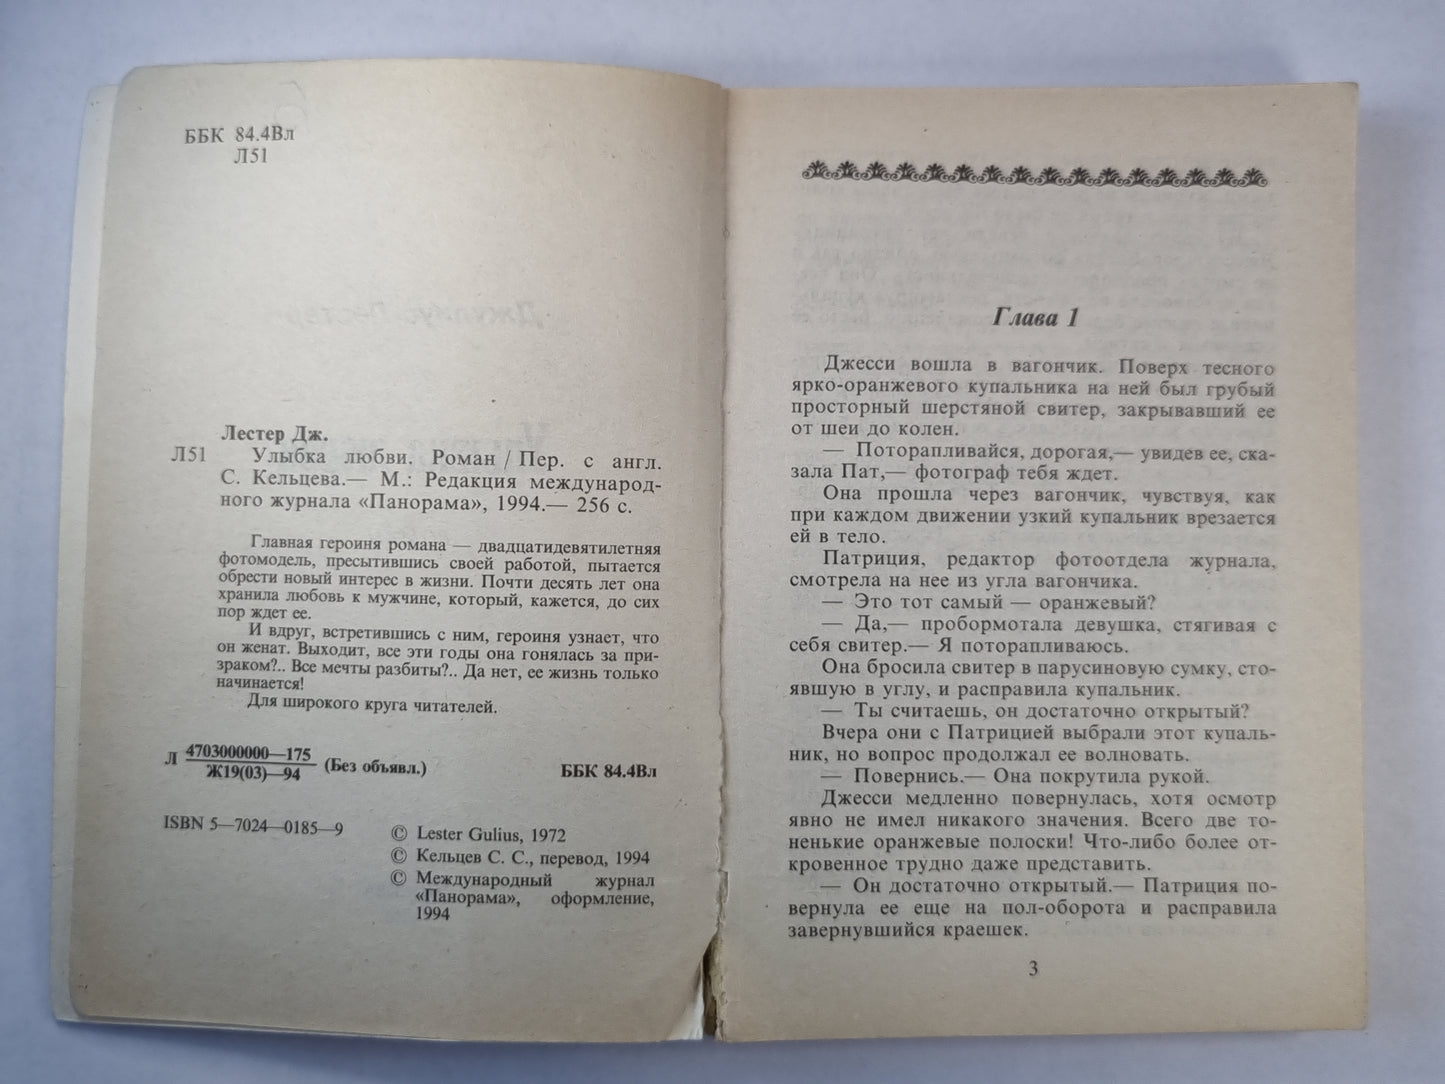 ББК 84.4Вл
Л51
Лестер Дж.
Л51 Улыбка любви. Роман / Пер. с англ.
С. Кельцева.— М.: Редакция международ-
ного журнала «Панорама», 1994.— 256 с.
Главная героиня романа — двадцатидевятилетняя
фотомодель, пресытившись своей работой, пытается
обрести новый интерес в жизни. Почти десять лет она
хранила любовь к мужчине, который, кажется, до сих
пор ждет ее.
И вдруг, встретившись с ним, героиня узнает, что
он женат. Выходит, все эти годы она гонялась за при-
зраком?.. Все мечты разбиты?.. Да нет, ее жизнь только
начинается!
Для широкого круга читателей.
Л 4703000000—175
Ж19(03)—94 (Без объявл.) ББК 84.4Вл
ISBN 5—7024—0185—9
© Lester Gulius, 1972
© Кельцев С. С., перевод, 1994
© Международный журнал
«Панорама», оформление,
1994
Глава 1
Джесси вошла в вагончик. Поверх тесного
ярко-оранжевого купальника на ней был грубый
просторный шерстяной свитер, закрывавший ее
от шеи до колен.
— Поторапливайся, дорогая,— увидев ее, ска-
зала Пат,— фотограф тебя ждет.
Она прошла через вагончик, чувствуя, как
при каждом движении узкий купальник врезается
ей в тело.
Патриция, редактор фотоотдела журнала,
смотрела на нее из угла вагончика.
— Это тот самый — оранжевый?
— Да,— пробормотала девушка, стягивая с
себя свитер.— Я поторапливаюсь.
Она бросила свитер в парусиновую сумку, сто-
явшую в углу, и расправила купальник.
— Ты считаешь, он достаточно открытый?
Вчера они с Патрицией выбрали этот купаль-
ник, но вопрос продолжал ее волновать.
— Повернись.— Она покрутила рукой.
Джесси медленно повернулась, хотя осмотр
явно не имел никакого значения. Всего две то-
ненькие оранжевые полоски! Что-либо более от-
кровенное трудно даже представить.
— Он достаточно открытый.— Патриция по-
вернула ее еще на пол-оборота и расправила
завернувшийся краешек.
3